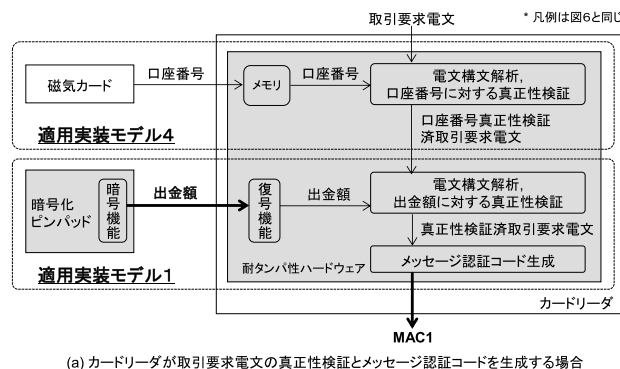 取引要求電文
* 凡例は図6と同じ
磁気カード
口座番号
メモリ
口座番号
電文構文解析,
口座番号に対する真正性検証
適用実装モデル4
口座番号真正性検証
済取引要求電文
暗号化
ピンパッド
暗号機能
出金額
復号機能
出金額
電文構文解析,
出金額に対する真正性検証
真正性検証済取引要求電文
適用実装モデル1
耐タンパ性ハードウェア
メッセージ認証コード生成
カードリーダ
MAC1
(a) カードリーダが取引要求電文の真正性検証とメッセージ認証コードを生成する場合